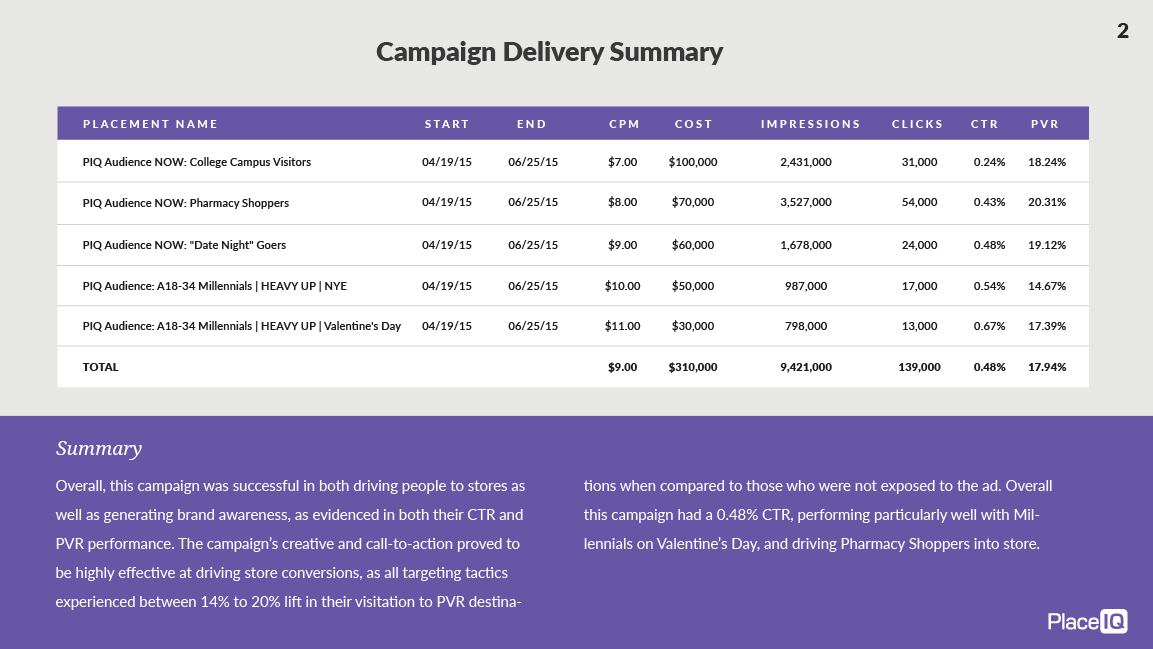 2
Campaign Delivery Summary
PLACEMENT NAME START END CPM COST IMPRESSIONS CLICKS CTR PVR
PIQ Audience NOW: College Campus Visitors 04/19/15 06/25/15 $7.00 $100,000 2,431,000 31,000 0.24% 18.24%
PIQ Audience NOW: Pharmacy Shoppers 04/19/15 06/25/15 $8.00 $70,000 3,527,000 54,000 0.43% 20.31%
PIQ Audience NOW: "Date Night" Goers 04/19/15 06/25/15 $9.00 $60,000 1,678,000 24,000 0.48% 19.12%
PIQ Audience: A18-34 Millennials | HEAVY UP | NYE 04/19/15 06/25/15 $10.00 $50,000 987,000 17,000 0.54% 14.67%
PIQ Audience: A18-34 Millennials | HEAVY UP | Valentine's Day 04/19/15 06/25/15 $11.00 $30,000 798,000 13,000 0.67% 17.39%
TOTAL $9.00 $310,000 9,421,000 139,000 0.48% 17.94%
Summary
Overall, this campaign was successful in both driving people to stores as
well as generating brand awareness, as evidenced in both their CTR and
PVR performance. The campaign’s creative and call-to-action proved to
be highly effective at driving store conversions, as all targeting tactics
experienced between 14% to 20% lift in their visitation to PVR destina-
tions when compared to those who were not exposed to the ad. Overall
this campaign had a 0.48% CTR, performing particularly well with Mil-
lennials on Valentine’s Day, and driving Pharmacy Shoppers into store.
PlaceIQ